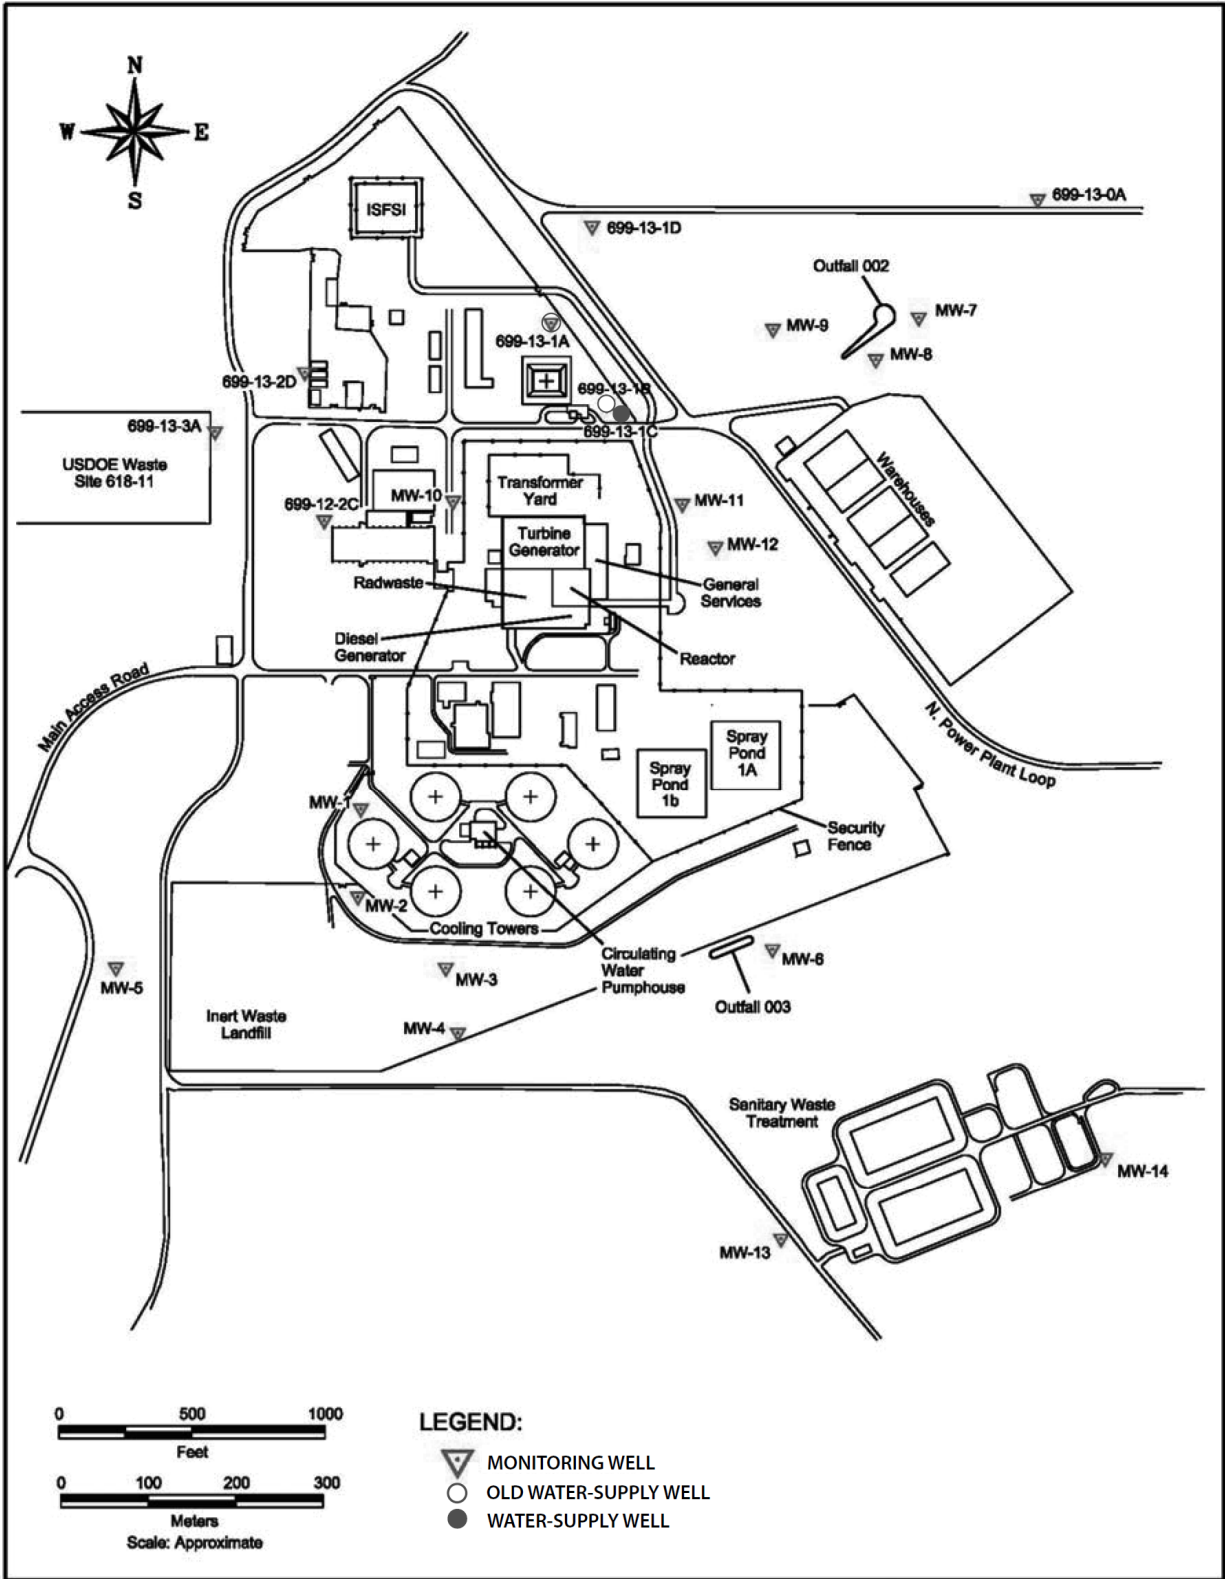 N
W E
S
ISFSI
699-13-0A
699-13-1D
Outfall 002
MW-7
MW-9
MW-8
699-13-1A
699-13-2D
699-13-1B
699-13-1C
699-13-3A
USDOE Waste
Site 618-11
Warehouses
Transformer
Yard
MW-10
MW-11
699-12-2C
Turbine
Generator
MW-12
Radwaste
General
Services
Diesel
Generator
Reactor
Main Access Road
N. Power Plant Loop
Spray
Pond
1A
Spray
Pond
1b
MW-1
Security
Fence
MW-2
Cooling Towers
Circulating
Water
Pumphouse
MW-6
MW-3
MW-5
Outfall 003
Inert Waste
Landfill
MW-4
Sanitary Waste
Treatment
MW-14
MW-13
0 500 1000
Feet
0 100 200 300
Meters
Scale: Approximate
LEGEND:
MONITORING WELL
OLD WATER-SUPPLY WELL
WATER-SUPPLY WELL